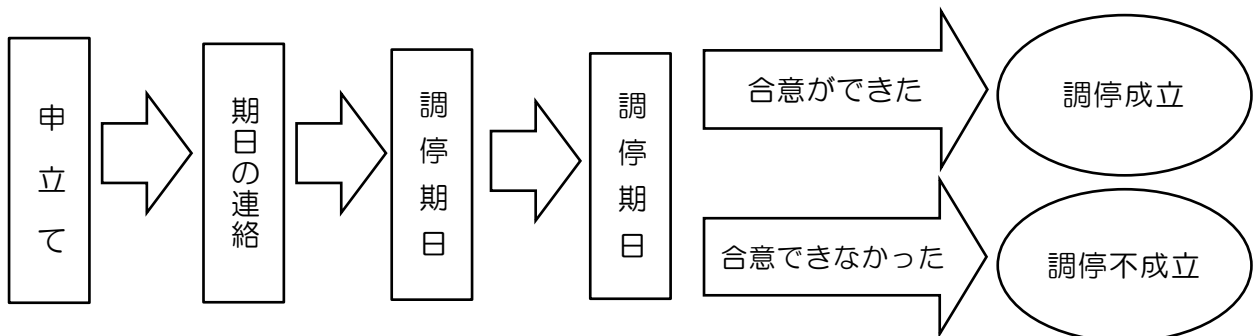 申立て
期日の連絡
調停期日
調停期日
合意ができた
調停成立
合意できなかった
調停不成立